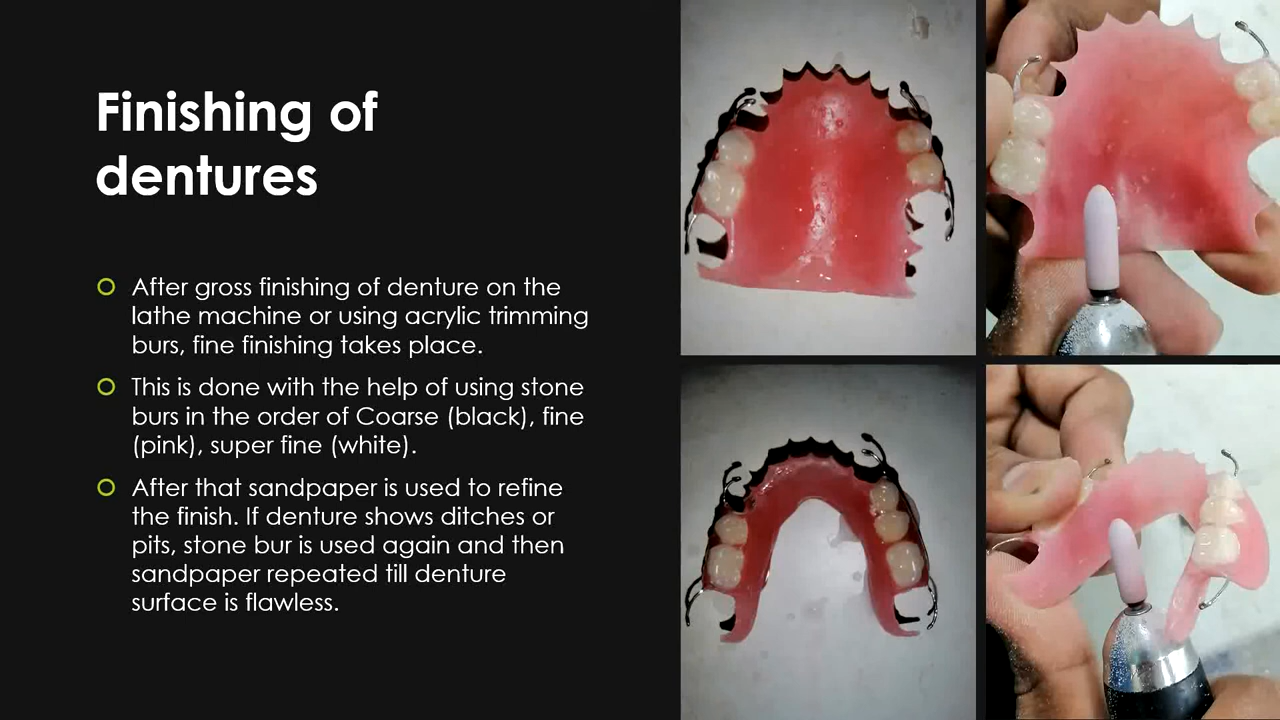 Finishing of
dentures
After gross finishing of denture on the
lathe machine or using acrylic trimming
burs, fine finishing takes place.
This is done with the help of using stone
burs in the order of Coarse (black), fine
(pink), super fine (white).
After that sandpaper is used to refine
the finish. If denture shows ditches or
pits, stone bur is used again and then
sandpaper repeated till denture
surface is flawless.